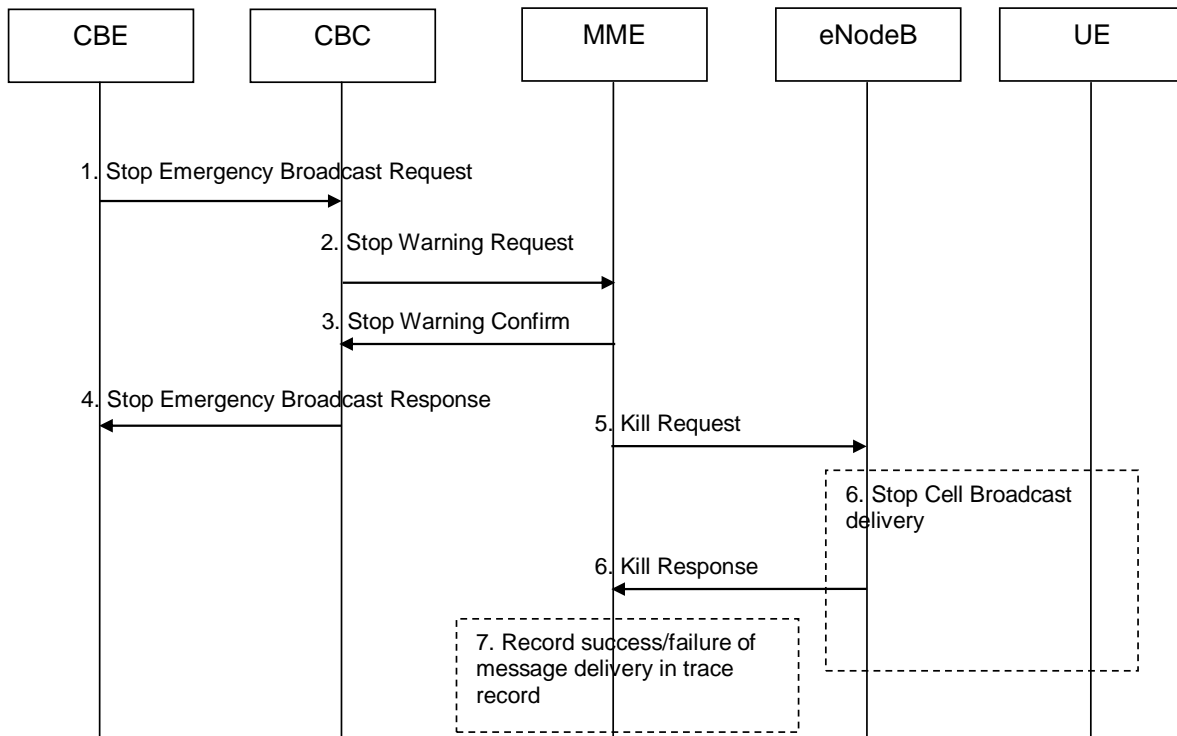 CBE
CBC
MME
eNodeB
UE
1. Stop Emergency Broadcast Request
2. Stop Warning Request
3. Stop Warning Confirm
4. Stop Emergency Broadcast Response
5. Kill Request
6. Stop Cell Broadcast
delivery
6. Kill Response
7. Record success/failure of
message delivery in trace
record